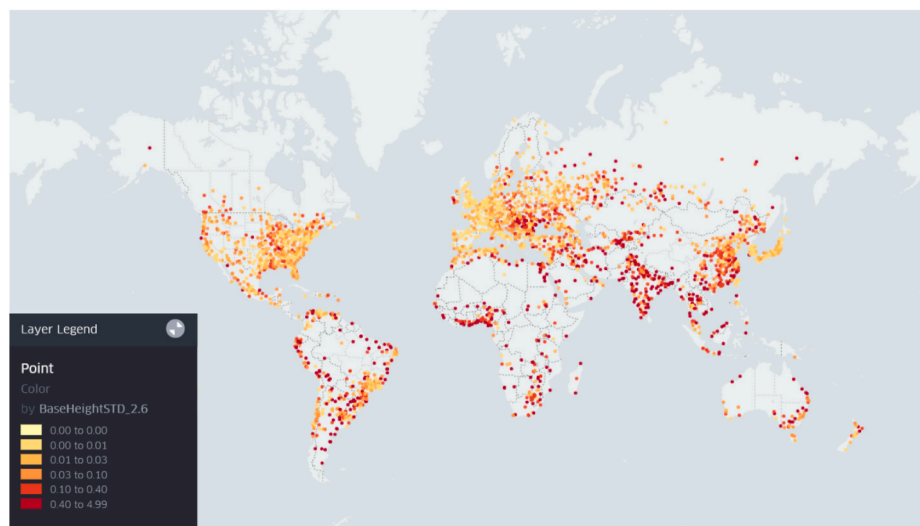 Layer Legend
Point
Color
by BaseHeightSTD_2.6
0.00 to 0.00
0.00 to 0.01
0.01 to 0.03
0.03 to 0.10
0.10 to 0.40
0.40 to 4.99